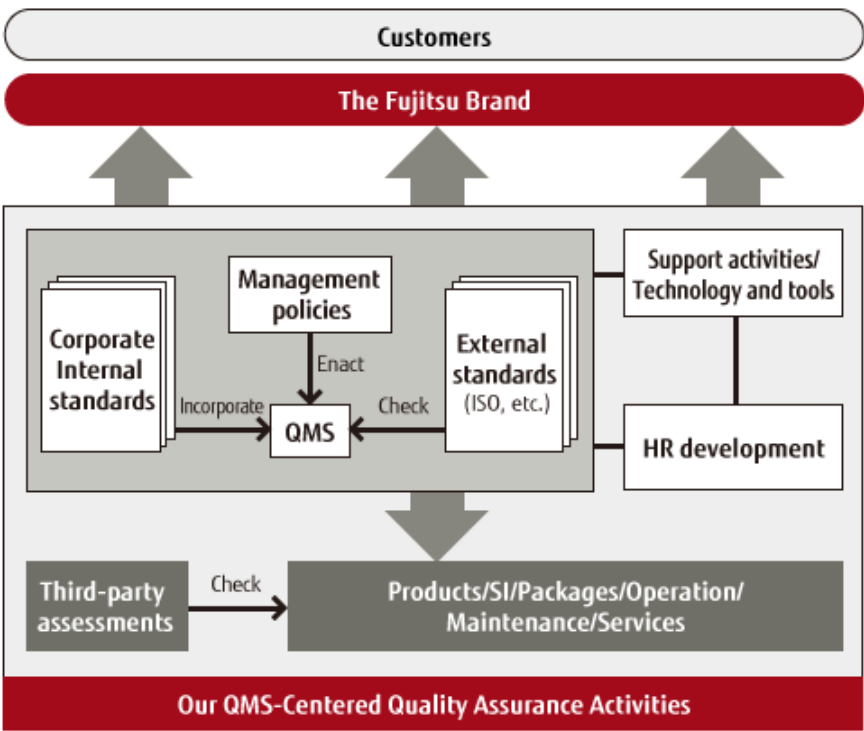 Customers
The Fujitsu Brand
Management
policies
Corporate
Internal
standards
Enact
Incorporate
QMS
Check
External
standards
(ISO, etc.)
Support activities/
Technology and tools
HR development
Third-party
assessments
Check
Products/SI/Packages/Operation/
Maintenance/Services
Our QMS-Centered Quality Assurance Activities